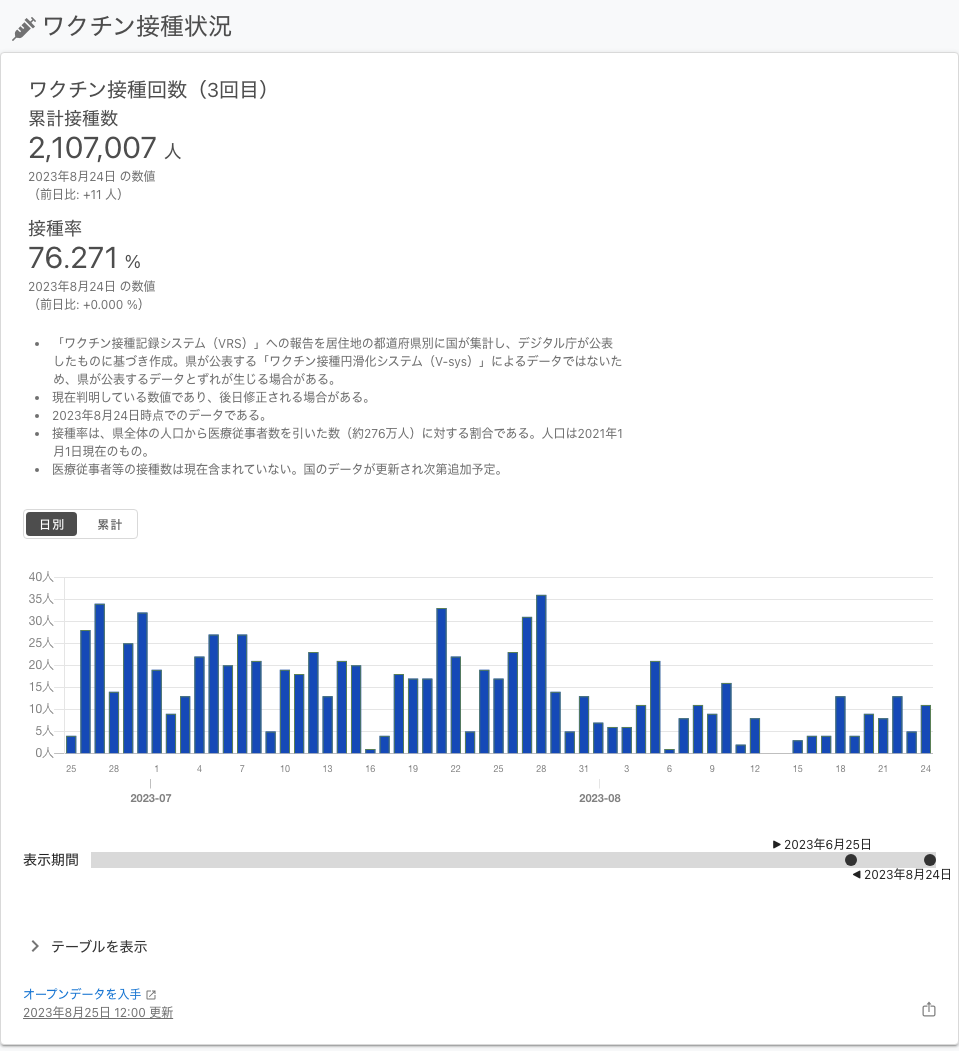 ワクチン接種状況
ワクチン接種回数（3回目）
累計接種数
2,107,007 人
2023年8月24日 の数値
（前日比: +11 人）
接種率
76.271 %
2023年8月24日 の数値
（前日比: +0.000 %）
• 「ワクチン接種記録システム（VRS）」への報告を居住地の都道府県別に国が集計し、デジタル庁が公表
したものに基づき作成。県が公表する「ワクチン接種円滑化システム（V-sys）」によるデータではないた
め、県が公表するデータとずれが生じる場合がある。
• 現在判明している数値であり、後日修正される場合がある。
• 2023年8月24日時点でのデータである。
• 接種率は、県全体の人口から医療従事者数を引いた数（約276万人）に対する割合である。人口は2021年1
月1日現在のもの。
• 医療従事者等の接種数は現在含まれていない。国のデータが更新され次第追加予定。
日別 累計
40人
35人
30人
25人
20人
15人
10人
5人
0人
25 28 1 4 7 10 13 16 19 22 25 28 31 3 6 9 12 15 18 21 24
2023-07 2023-08
2023年6月25日
表示期間
2023年8月24日
テーブルを表示
オープンデータを入手
2023年8月25日 12:00 更新